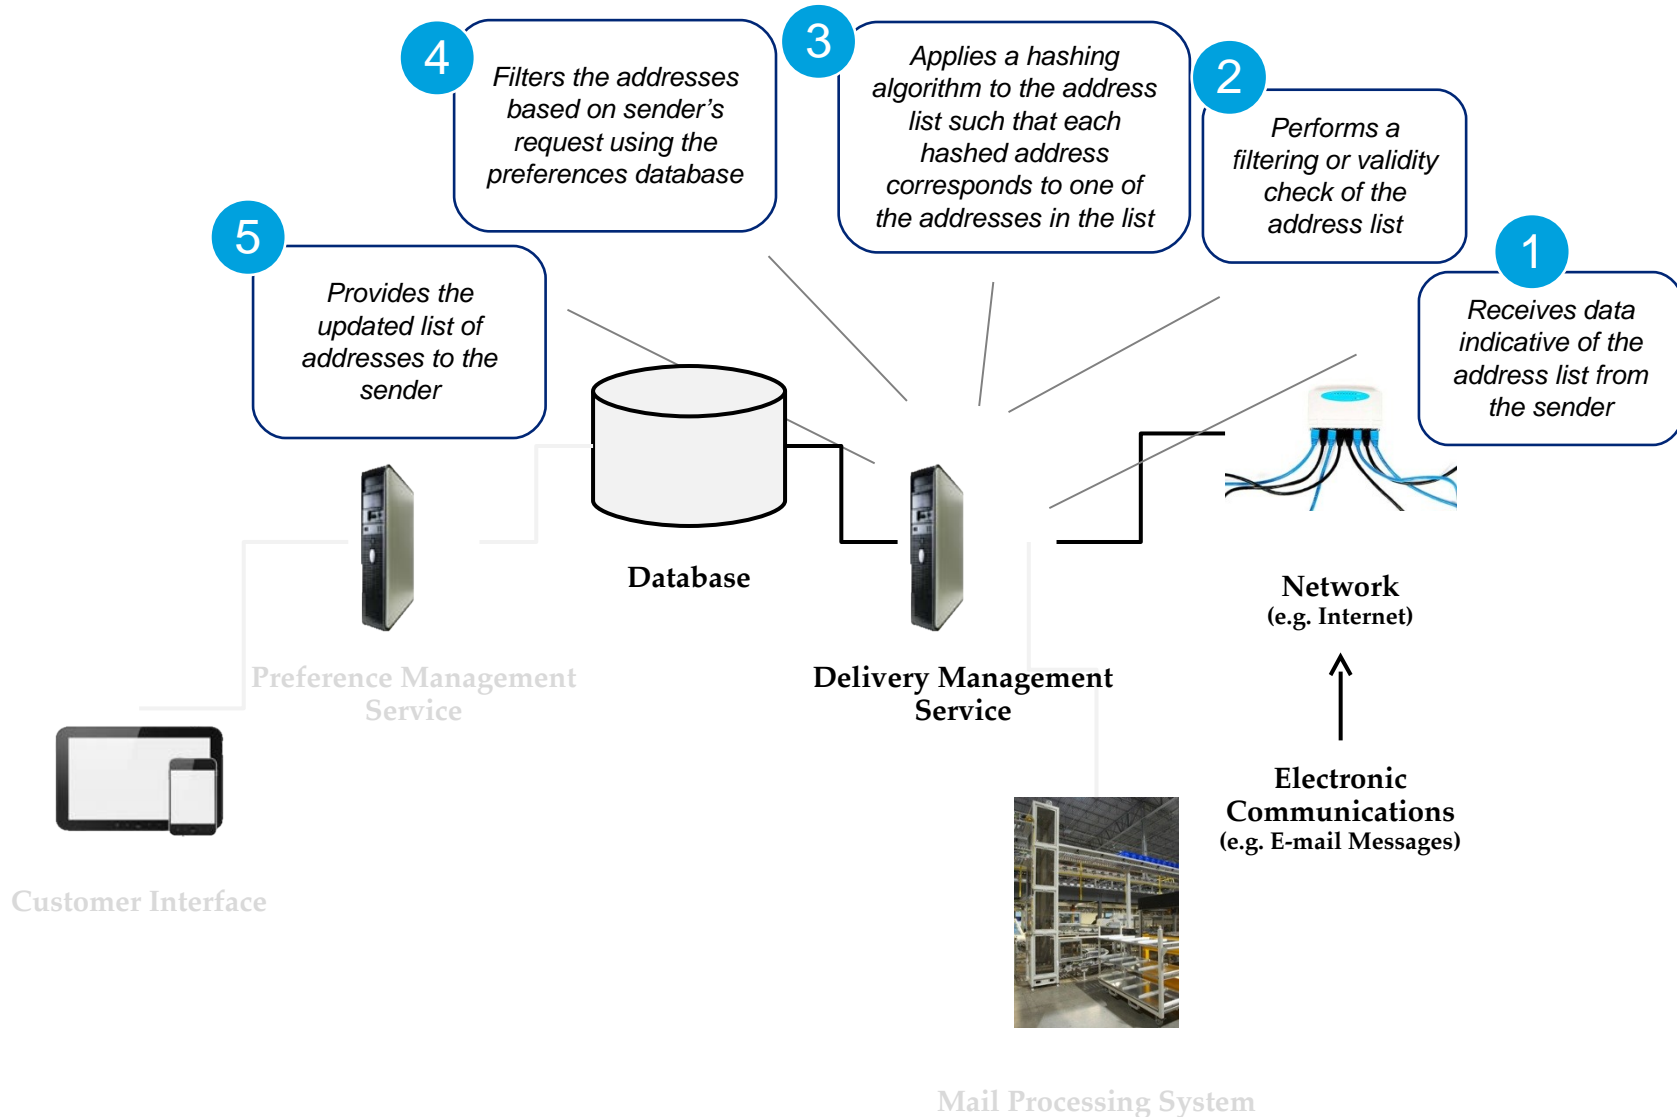 4
Filters the addresses
based on sender’s
request using the
preferences database
3
Applies a hashing
algorithm to the address
list such that each
hashed address
corresponds to one of
the addresses in the list
2
Performs a
filtering or validity
check of the
address list
5
Provides the
updated list of
addresses to the
sender
1
Receives data
indicative of the
address list from
the sender
Database
Network
(e.g. Internet)
Preference Management
Service
Delivery Management
Service
Electronic
Communications
(e.g. E-mail Messages)
Customer Interface
Mail Processing System